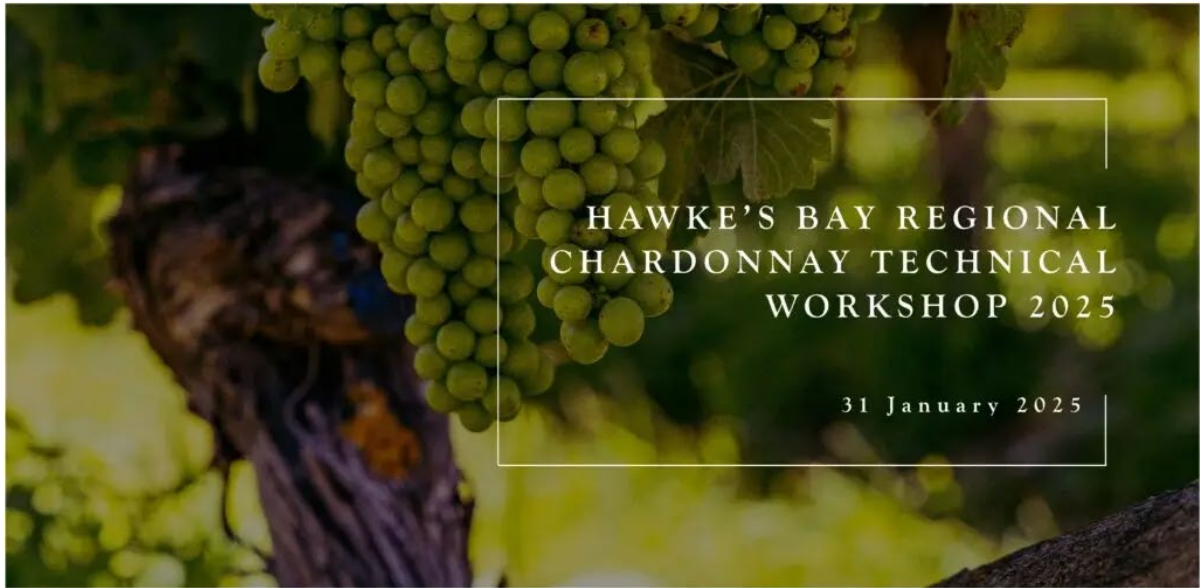 HAWKE’S BAY REGIONAL
CHARDONNAY TECHNICAL
WORKSHOP 2025
31 January 2025